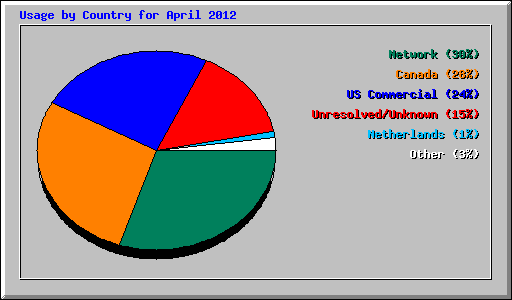 Usage by Country for April 2012
Network (30%)
Canada (28%)
US Commercial (24%)
Unresolved/Unknown (15%)
Netherlands (1%)
Other (3%)